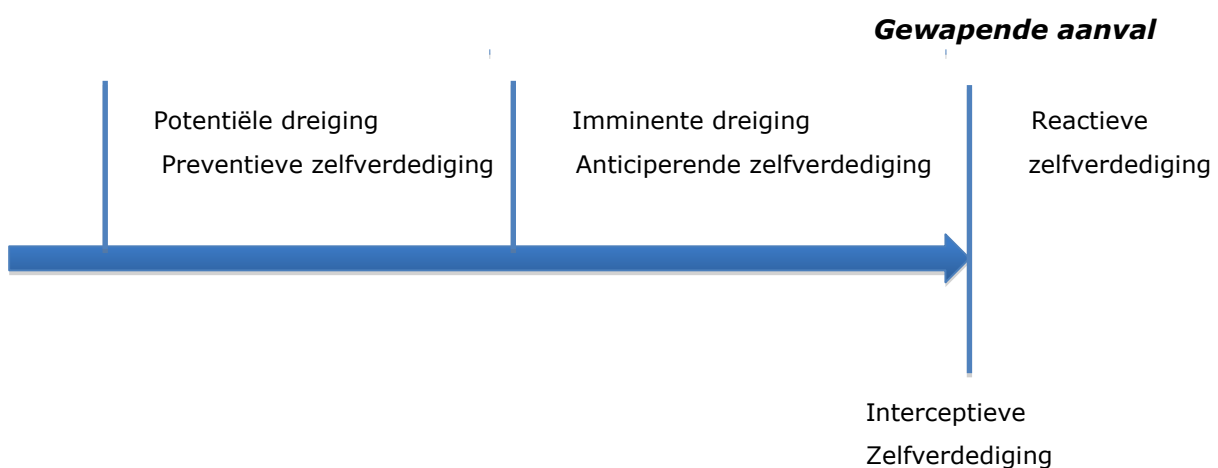 Gewapende aanval
Potentiële dreiging
Preventieve zelfverdediging
Imminente dreiging
Anticiperende zelfverdediging
Reactieve
zelfverdediging
Interceptieve
Zelfverdediging